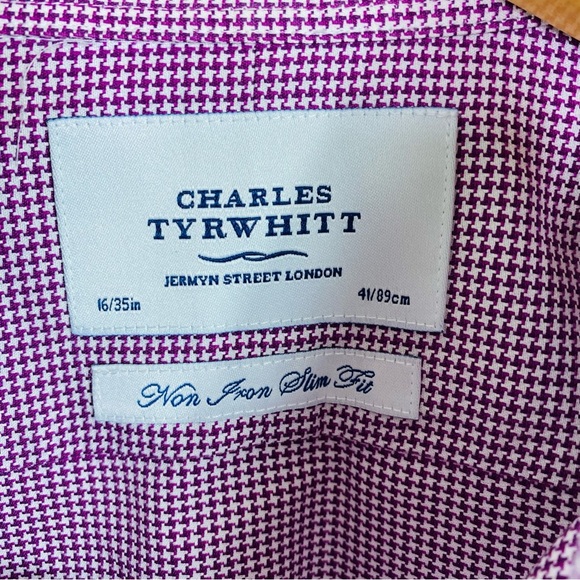 CHARLES
TYRWHITT
JERMYN STREET LONDON
16/35in 41/89cm
Non Iron Slim Fit